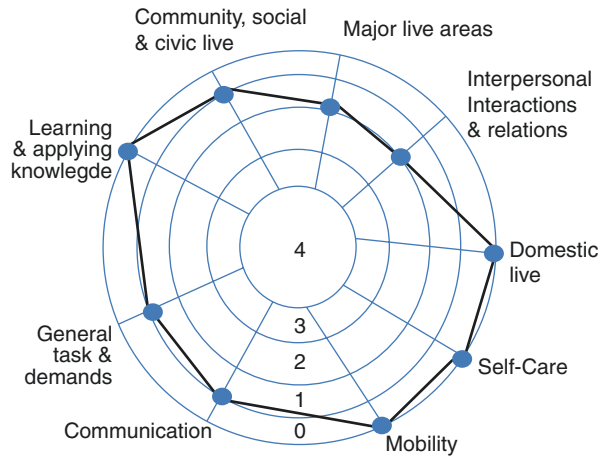 Community, social
& civic live
Major live areas
Interpersonal
Interactions
& relations
Learning
& applying
knowlegde
4
Domestic
live
3
General
task &
demands
2
Self-Care
1
Communication
0
Mobility